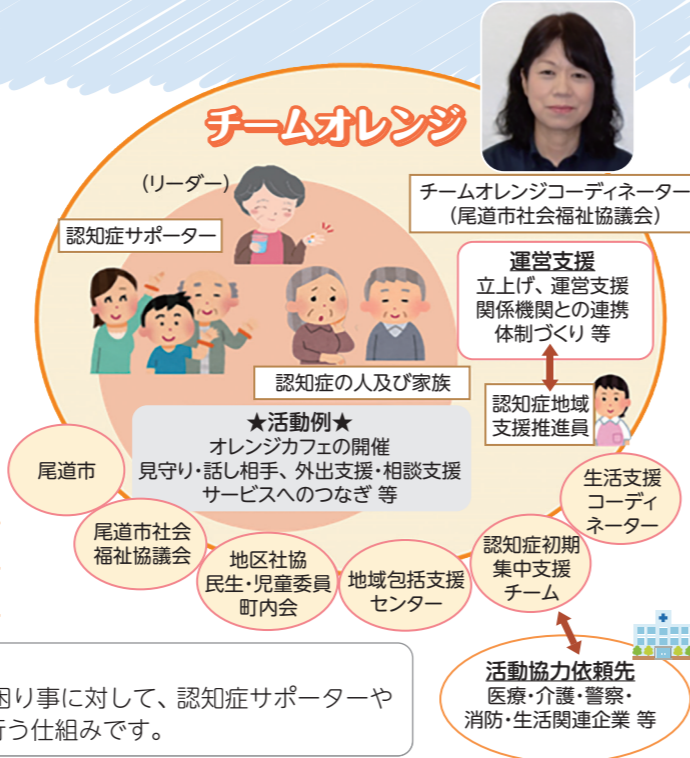 チームオレンジ
(リーダー)
チームオレンジコーディネーター
(尾道市社会福祉協議会)
認知症サポーター
運営支援
立上げ、運営支援
関係機関との連携
体制づくり 等
認知症の人及び家族
認知症地域
支援推進員
★活動例★
オレンジカフェの開催
見守り・話し相手、外出支援・相談支援
サービスへのつなぎ 等
尾道市
尾道市社会
福祉協議会
地区社協
民生・児童委員
町内会
地域包括支援
センター
認知症初期
集中支援
チーム
生活支援
コーディ
ネーター
活動協力依頼先
医療・介護・警察・
消防・生活関連企業 等
困り事に対して、認知症サポーターや
行う仕組みです。